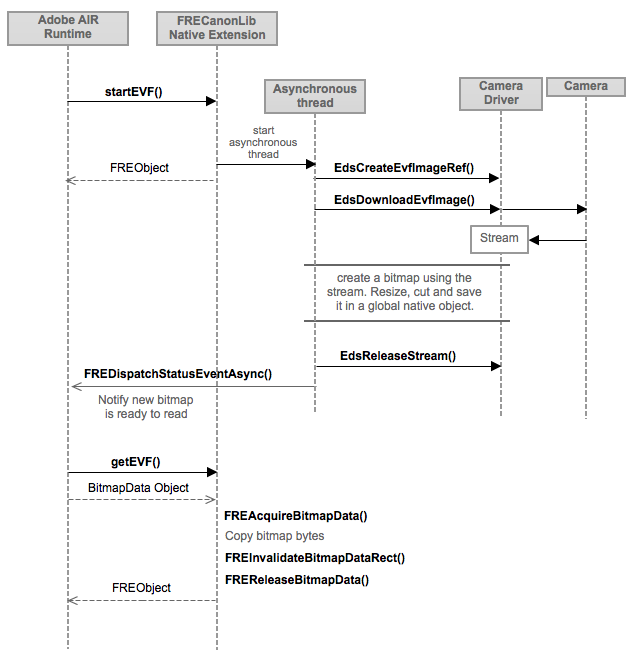 Adobe AIR
Runtime
FRECanonLib
Native Extension
Asynchronous
thread
Camera
Driver
Camera
startEVF()
start
asynchronous
thread
FREObject
EdsCreateEvfImageRef()
EdsDownloadEvfImage()
Stream
create a bitmap using the
stream. Resize, cut and save
it in a global native object.
EdsReleaseStream()
FREDispatchStatusEventAsync()
Notify new bitmap
is ready to read
getEVF()
BitmapData Object
FREAcquireBitmapData()
Copy bitmap bytes
FREInvalidateBitmapDataRect()
FREReleaseBitmapData()
FREObject